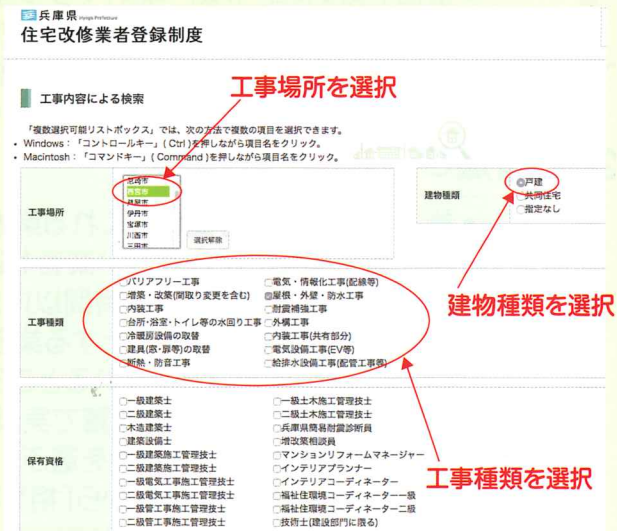 兵庫県 Hyogo Prefecture
住宅改修業者登録制度
工事場所を選択
工事内容による検索
「複数選択可能リストボックス」では、次の方法で複数の項目を選択できます。
・ Windows：「コントロールキー」( Ctrl )を押しながら項目名をクリック。
・ Macintosh：「コマンドキー」( Command )を押しながら項目名をクリック。
工事場所
尼崎市
西宮市
芦屋市
伊丹市
宝塚市
川西市
三田市
選択解除
建物種類
戸建
共同住宅
指定なし
建物種類を選択
工事種類
バリアフリー工事
増築・改築(間取り変更を含む)
内装工事
台所・浴室・トイレ等の水回り工事
冷暖房設備の取替
建具(窓・扉等)の取替
断熱・防音工事
電気・情報化工事(配線等)
屋根・外壁・防水工事
耐震補強工事
外構工事
内装工事(共有部分)
電気設備工事(EV等)
給排水設備工事(配管工事等)
工事種類を選択
保有資格
一級建築士
二級建築士
木造建築士
建築設備士
一級建築施工管理技士
二級建築施工管理技士
一級電気工事施工管理技士
二級電気工事施工管理技士
一級管工事施工管理技士
二級管工事施工管理技士
一級土木施工管理技士
二級土木施工管理技士
兵庫県簡易耐震診断員
増改築相談員
マンションリフォームマネージャー
インテリアプランナー
インテリアコーディネーター
福祉住環境コーディネーター一級
福祉住環境コーディネーター二級
技術士(建設部門に限る)